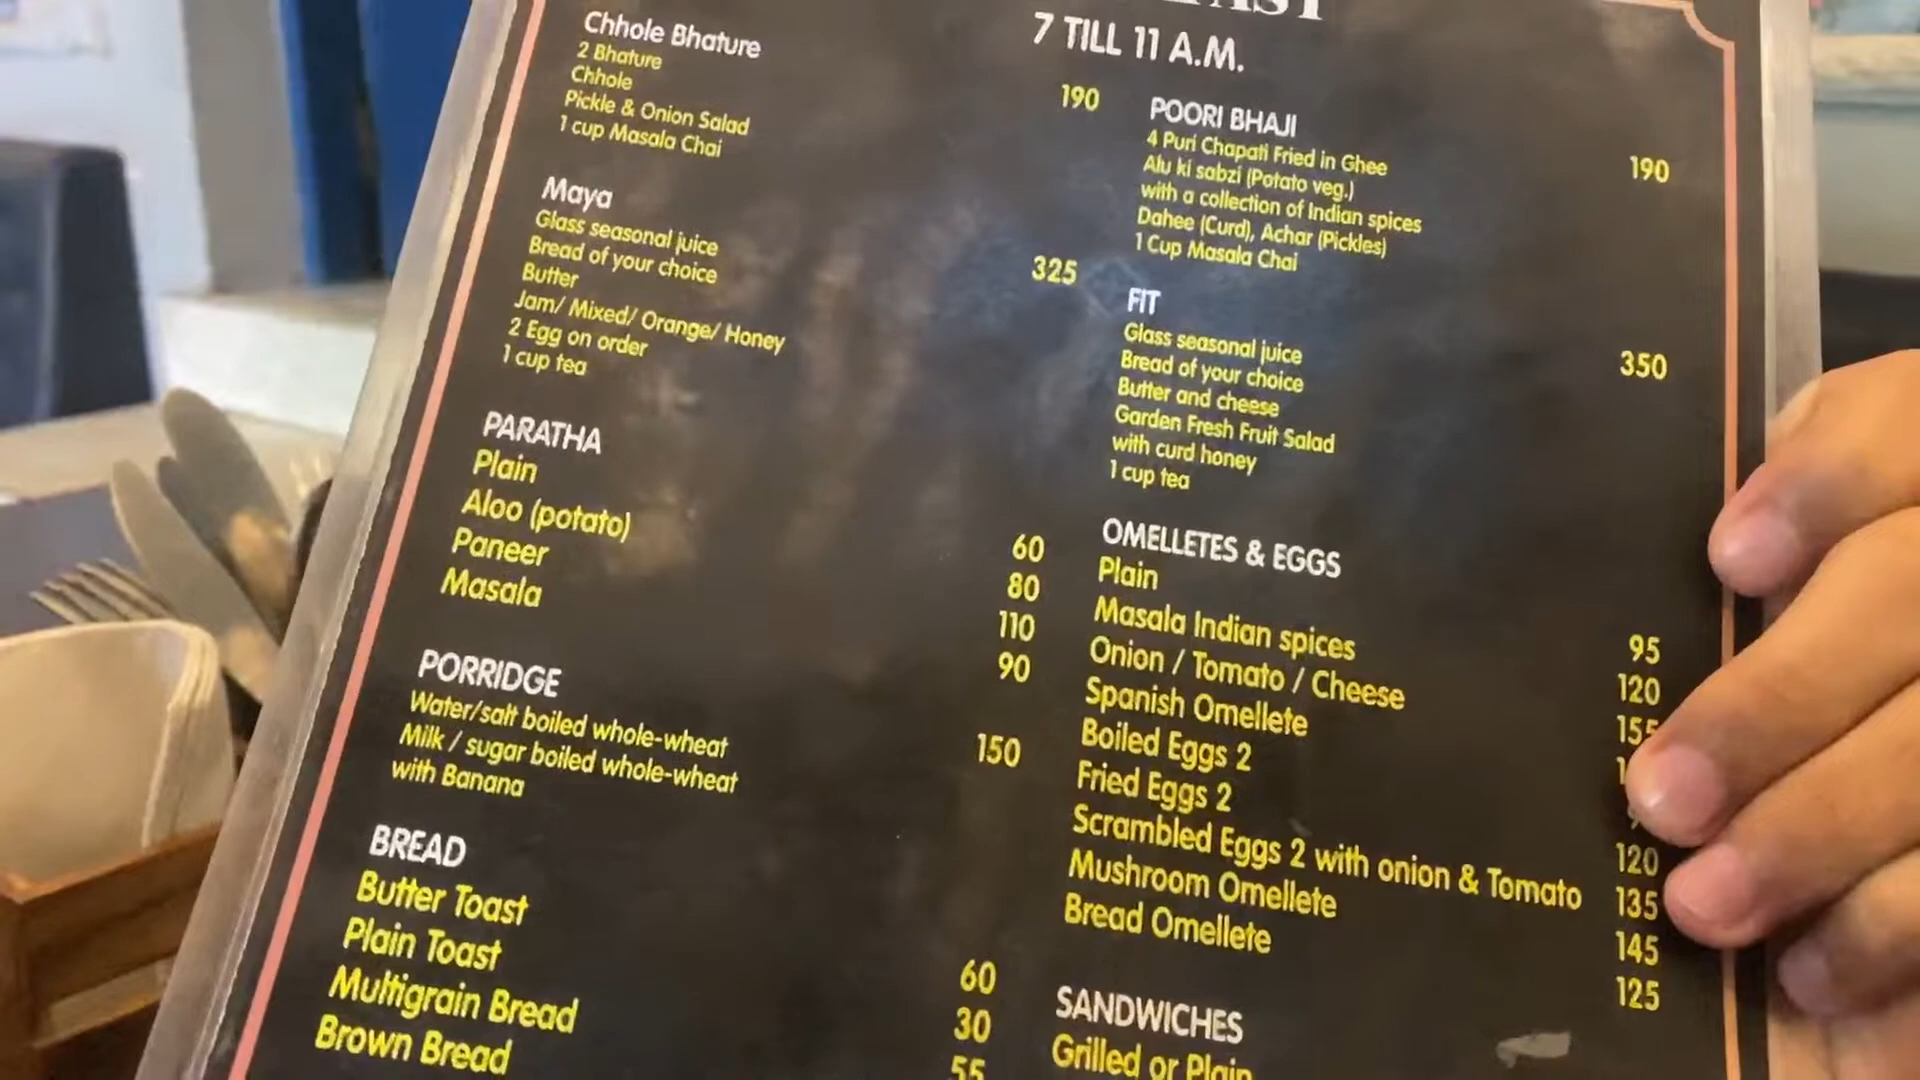 7 TILL 11 A.M.
Chhole Bhature 190
2 Bhature
Chhole
Pickle & Onion Salad
1 cup Masala Chai
Maya 325
Glass seasonal juice
Bread of your choice
Butter
Jam/ Mixed/ Orange/ Honey
2 Egg on order
1 cup tea
PARATHA
Plain 60
Aloo (potato) 80
Paneer 110
Masala 90
PORRIDGE 150
Water/salt boiled whole-wheat
Milk / sugar boiled whole-wheat
with Banana
BREAD
Butter Toast 60
Plain Toast 30
Multigrain Bread 55
Brown Bread
POORI BHAJI 190
4 Puri Chapati Fried in Ghee
Alu ki sabzi (Potato veg.)
with a collection of Indian spices
Dahee (Curd), Achar (Pickles)
1 Cup Masala Chai
FIT 350
Glass seasonal juice
Bread of your choice
Butter and cheese
Garden Fresh Fruit Salad
with curd honey
1 cup tea
OMELLETES & EGGS
Plain 95
Masala Indian spices 120
Onion / Tomato / Cheese 155
Spanish Omellete
Boiled Eggs 2
Fried Eggs 2 120
Scrambled Eggs 2 with onion & Tomato 135
Mushroom Omellete 145
Bread Omellete 125
SANDWICHES
Grilled or Plain